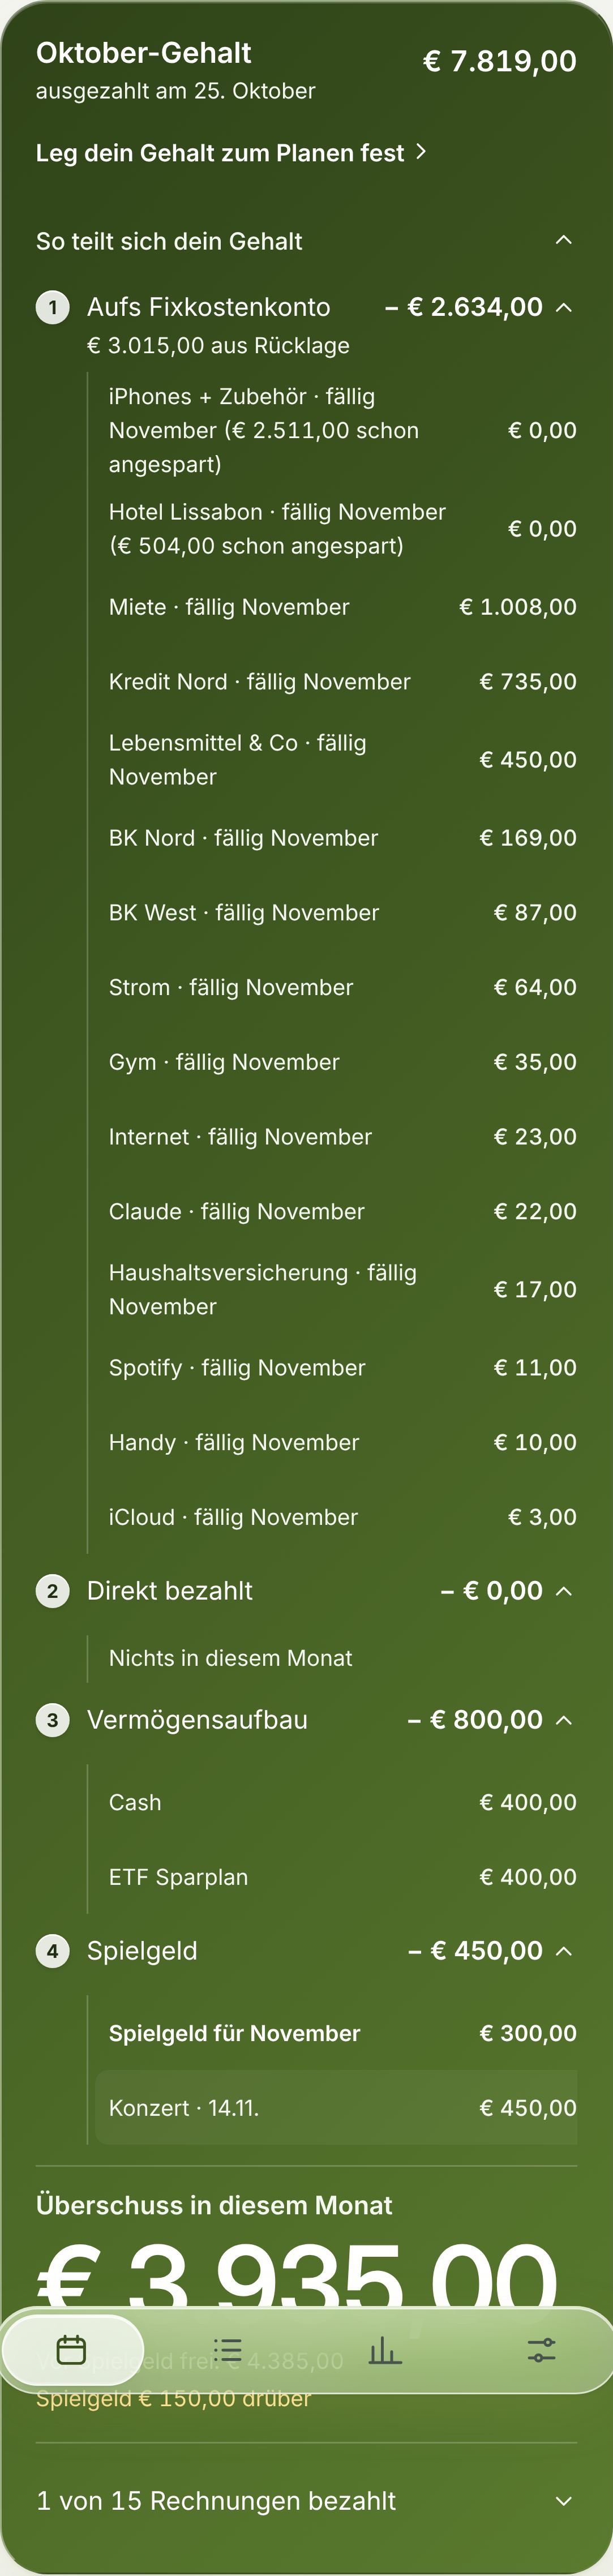 Oktober-Gehalt
€ 7.819,00
ausgezahlt am 25. Oktober
Leg dein Gehalt zum Planen fest
So teilt sich dein Gehalt
1 Aufs Fixkostenkonto – € 2.634,00
€ 3.015,00 aus Rücklage
iPhones + Zubehör · fällig
November (€ 2.511,00 schon
angespart)
€ 0,00
Hotel Lissabon · fällig November
(€ 504,00 schon angespart)
€ 0,00
Miete · fällig November € 1.008,00
Kredit Nord · fällig November € 735,00
Lebensmittel & Co · fällig
November
€ 450,00
BK Nord · fällig November € 169,00
BK West · fällig November € 87,00
Strom · fällig November € 64,00
Gym · fällig November € 35,00
Internet · fällig November € 23,00
Claude · fällig November € 22,00
Haushaltsversicherung · fällig
November
€ 17,00
Spotify · fällig November € 11,00
Handy · fällig November € 10,00
iCloud · fällig November € 3,00
2 Direkt bezahlt – € 0,00
Nichts in diesem Monat
3 Vermögensaufbau – € 800,00
Cash € 400,00
ETF Sparplan € 400,00
4 Spielgeld – € 450,00
Spielgeld für November € 300,00
Konzert · 14.11. € 450,00
Überschuss in diesem Monat
€ 3.935,00
frei: € 4.385,00
Spielgeld € 150,00 drüber
1 von 15 Rechnungen bezahlt